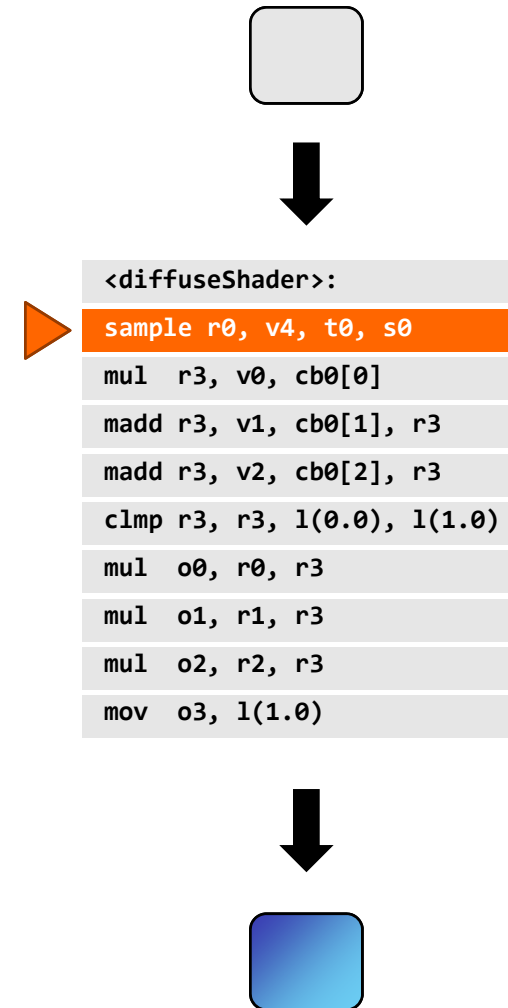 <diffuseShader>:
sample r0, v4, t0, s0
mul  r3, v0, cb0[0]
madd r3, v1, cb0[1], r3
madd r3, v2, cb0[2], r3
clmp r3, r3, l(0.0), l(1.0)
mul  o0, r0, r3
mul  o1, r1, r3
mul  o2, r2, r3
mov  o3, l(1.0)